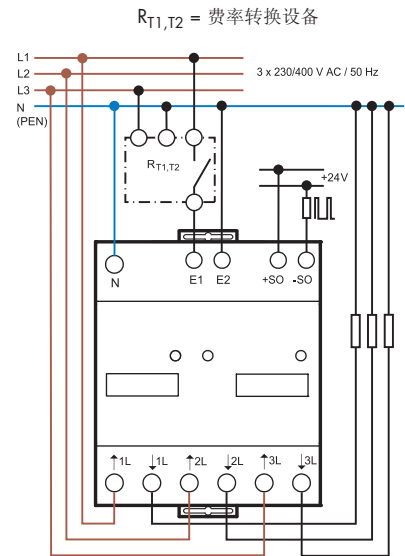 RT1,T2 = 费率转换设备
L1
L2
3 x 230/400 V AC / 50 Hz
L3
N
(PEN)
RT1,T2
+24V
N
E1
E2
+SO
-SO
↑1L
↓1L
↑2L
↓2L
↑3L
↓3L